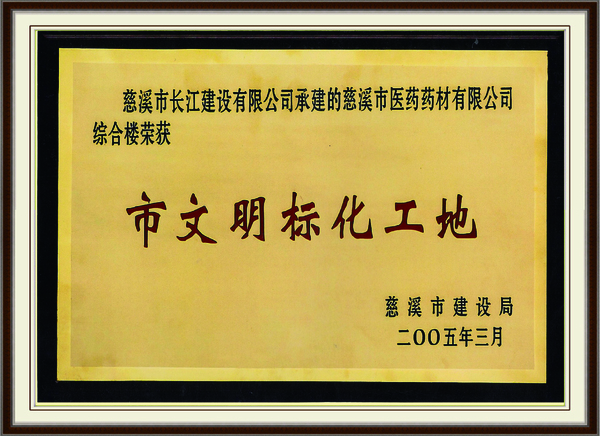 慈溪市长江建设有限公司承建的慈溪市医药药材有限公司
综合楼荣获
市文明标化工地
慈溪市建设局
二00五年三月